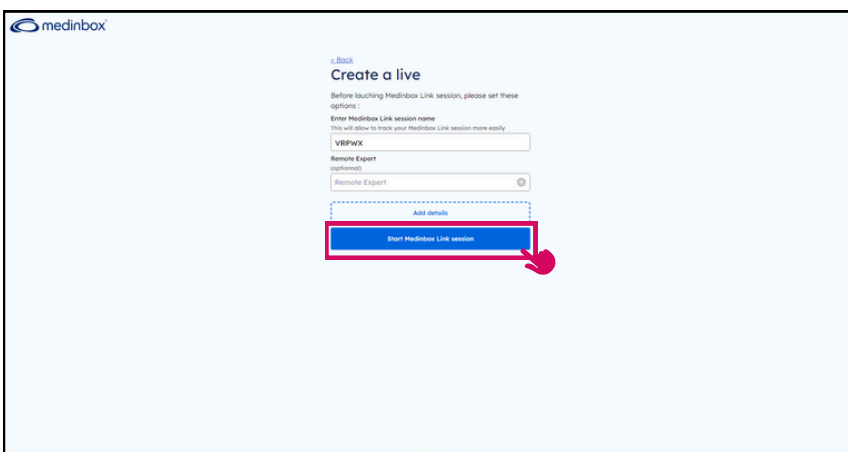 medinbox®
< Back
Create a live
Before lauching Medinbox Link session, please set these
options :
Enter Medinbox Link session name
This will allow to track your Medinbox Link session more easily
VRPWX
Remote Expert
(optionnal)
Remote Expert
Add details
Start Medinbox Link session